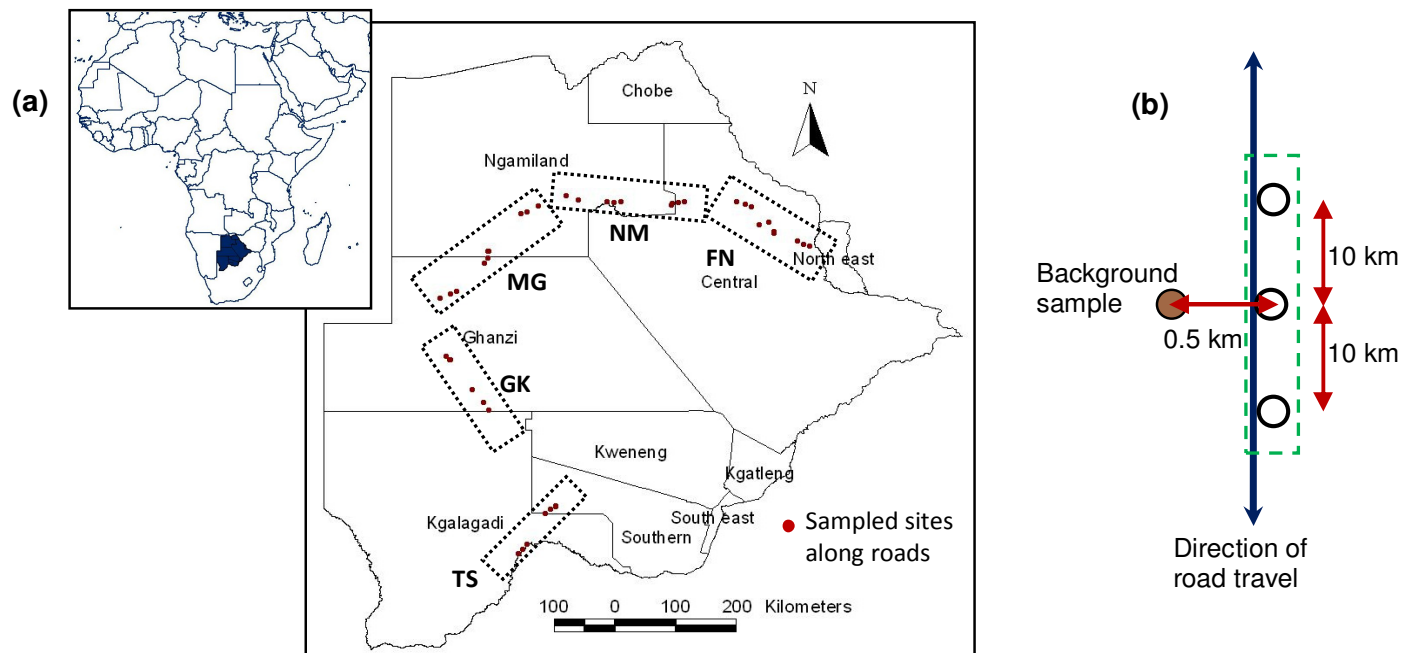 (a)
Chobe
N
Ngamiland
NM
FN
North east
Central
MG
Ghanzi
GK
Kweneng
Kgatleng
South east
Kgalagadi
Southern
TS
Sampled sites
along roads
100 0 100 200 Kilometers
(b)
Background
sample
0.5 km
10 km
10 km
Direction of
road travel